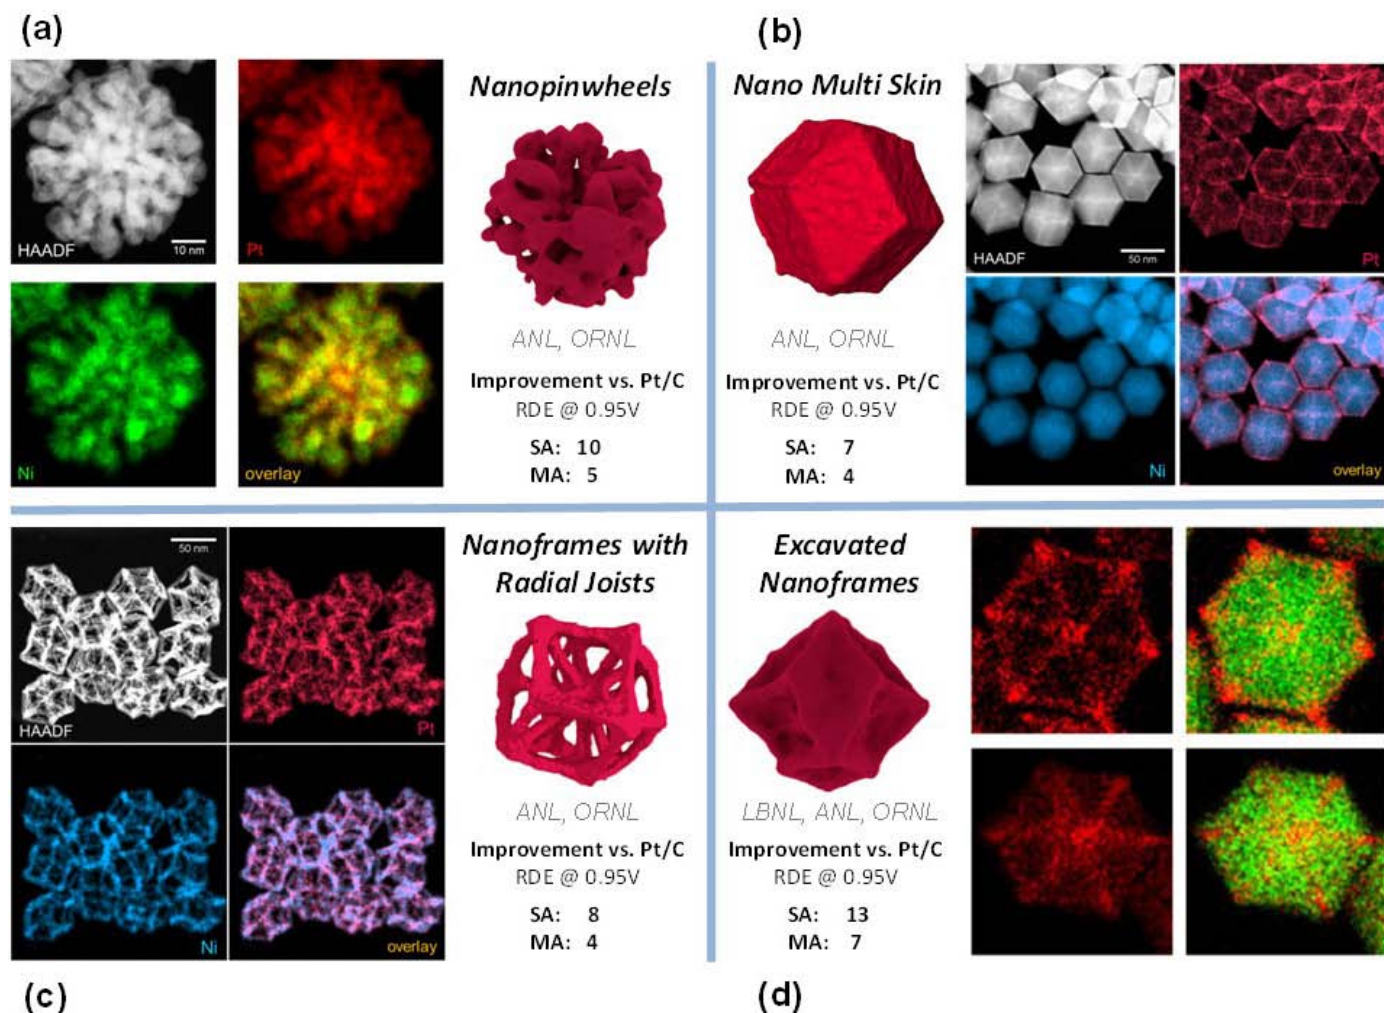 (a)
HAADF
10 nm
Pt
Ni
overlay
Nanopinwheels
ANL, ORNL
Improvement vs. Pt/C
RDE @ 0.95V
SA: 10
MA: 5
(b)
Nano Multi Skin
ANL, ORNL
Improvement vs. Pt/C
RDE @ 0.95V
SA: 7
MA: 4
HAADF
50 nm
Pt
Ni
overlay
50 nm
HAADF
Pt
Ni
overlay
Nanoframes with
Radial Joists
ANL, ORNL
Improvement vs. Pt/C
RDE @ 0.95V
SA: 8
MA: 4
(c)
Excavated
Nanoframes
LBNL, ANL, ORNL
Improvement vs. Pt/C
RDE @ 0.95V
SA: 13
MA: 7
(d)